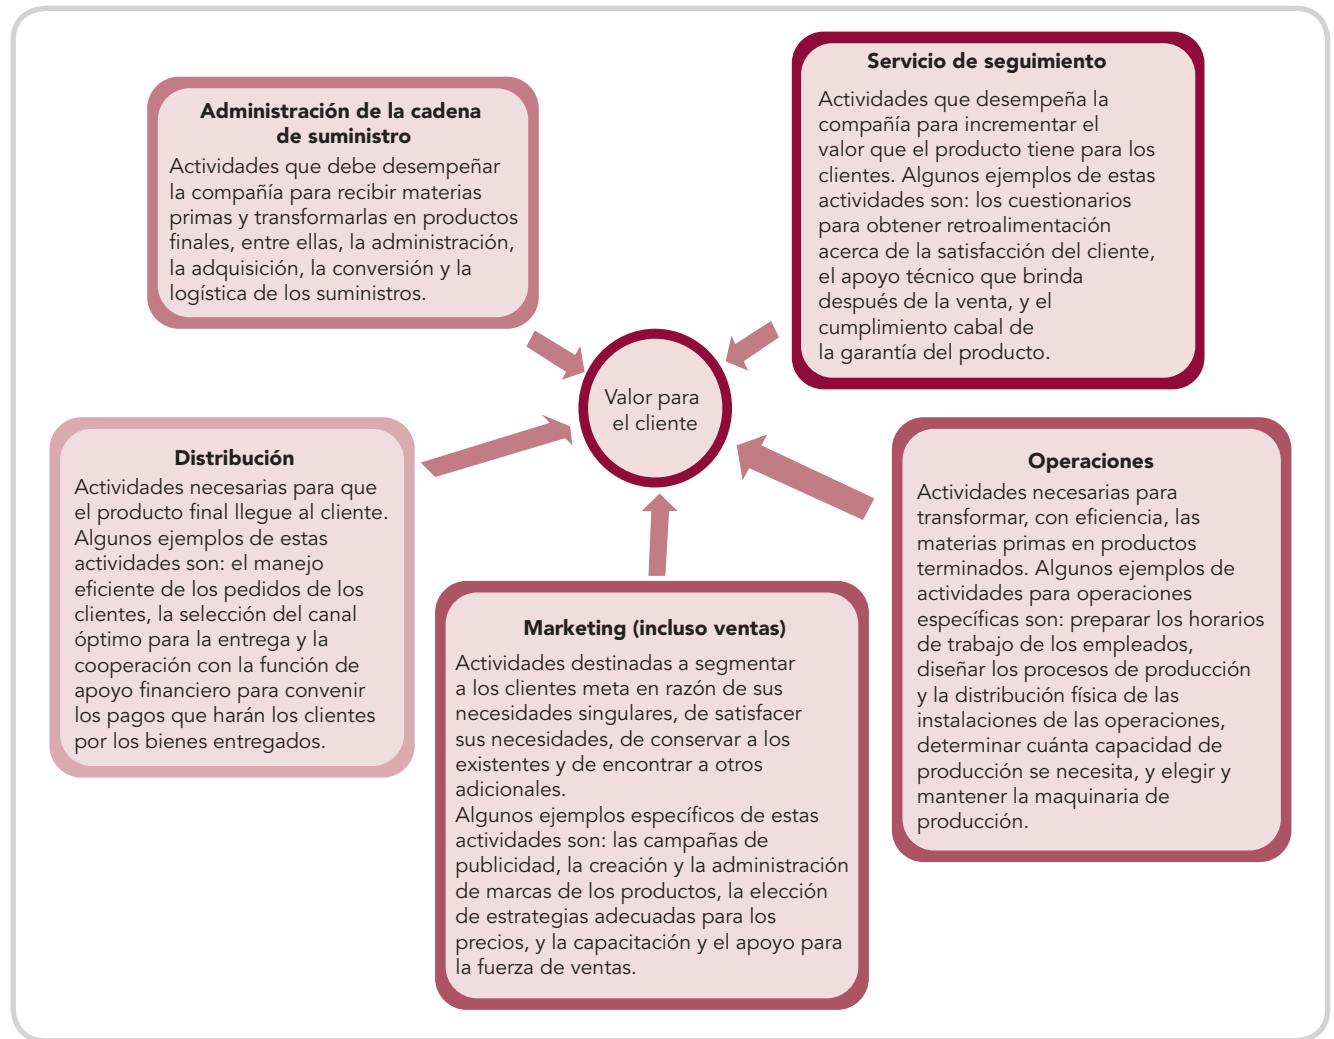 Administración de la cadena
de suministro
Actividades que debe desempeñar
la compañía para recibir materias
primas y transformarlas en productos
finales, entre ellas, la administración,
la adquisición, la conversión y la
logística de los suministros.
Servicio de seguimiento
Actividades que desempeña la
compañía para incrementar el
valor que el producto tiene para los
clientes. Algunos ejemplos de estas
actividades son: los cuestionarios
para obtener retroalimentación
acerca de la satisfacción del cliente,
el apoyo técnico que brinda
después de la venta, y el
cumplimiento cabal de
la garantía del producto.
Valor para
el cliente
Distribución
Actividades necesarias para que
el producto final llegue al cliente.
Algunos ejemplos de estas
actividades son: el manejo
eficiente de los pedidos de los
clientes, la selección del canal
óptimo para la entrega y la
cooperación con la función de
apoyo financiero para convenir
los pagos que harán los clientes
por los bienes entregados.
Marketing (incluso ventas)
Actividades destinadas a segmentar
a los clientes meta en razón de sus
necesidades singulares, de satisfacer
sus necesidades, de conservar a los
existentes y de encontrar a otros
adicionales.
Algunos ejemplos específicos de estas
actividades son: las campañas de
publicidad, la creación y la administración
de marcas de los productos, la elección
de estrategias adecuadas para los
precios, y la capacitación y el apoyo para
la fuerza de ventas.
Operaciones
Actividades necesarias para
transformar, con eficiencia, las
materias primas en productos
terminados. Algunos ejemplos de
actividades para operaciones
específicas son: preparar los horarios
de trabajo de los empleados,
diseñar los procesos de producción
y la distribución física de las
instalaciones de las operaciones,
determinar cuánta capacidad de
producción se necesita, y elegir y
mantener la maquinaria de
producción.